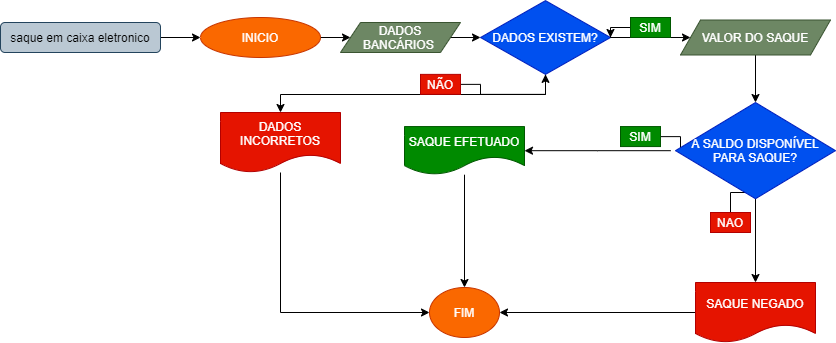 saque em caixa eletronico
INICIO
DADOS
BANCÁRIOS
DADOS EXISTEM?
SIM
VALOR DO SAQUE
NÃO
DADOS
INCORRETOS
SAQUE EFETUADO
SIM
A SALDO DISPONÍVEL
PARA SAQUE?
NAO
FIM
SAQUE NEGADO